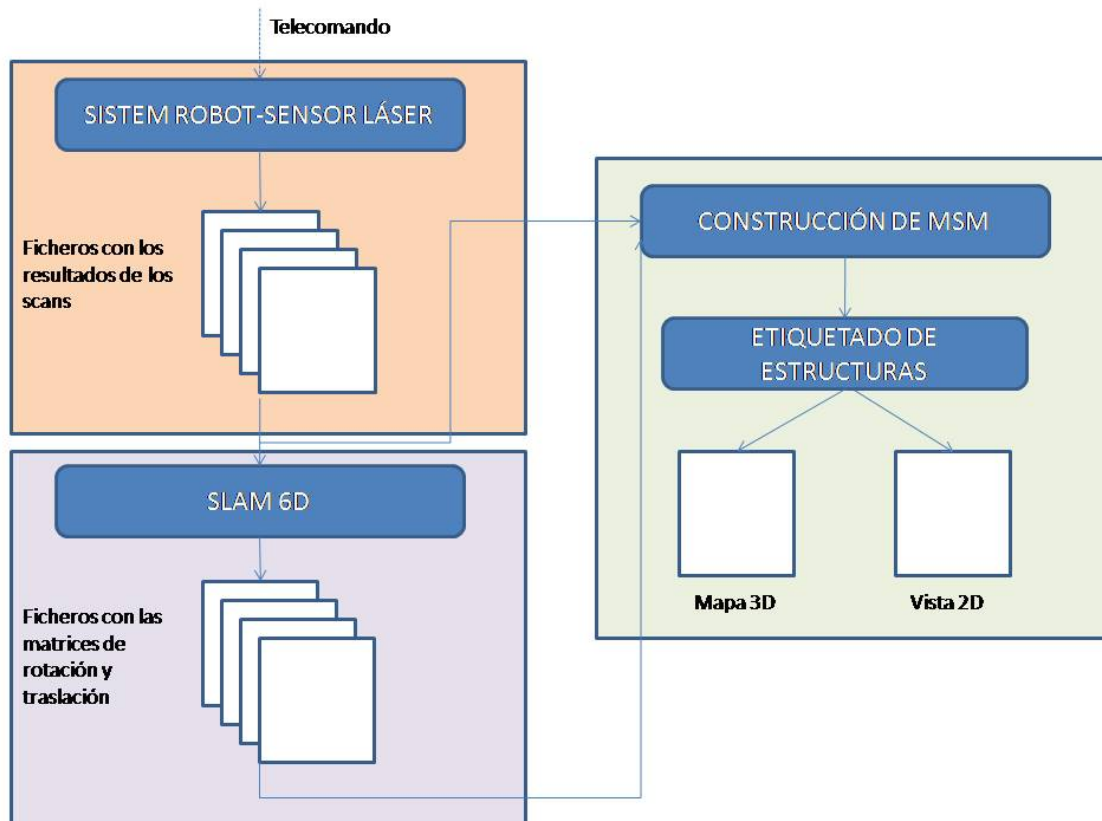 Telecomando
SISTEM ROBOT-SENSOR LÁSER
Ficheros con los
resultados de los
scans
SLAM 6D
Ficheros con las
matrices de
rotación y
traslación
CONSTRUCCIÓN DE MSM
ETIQUETADO DE
ESTRUCTURAS
Mapa 3D
Vista 2D